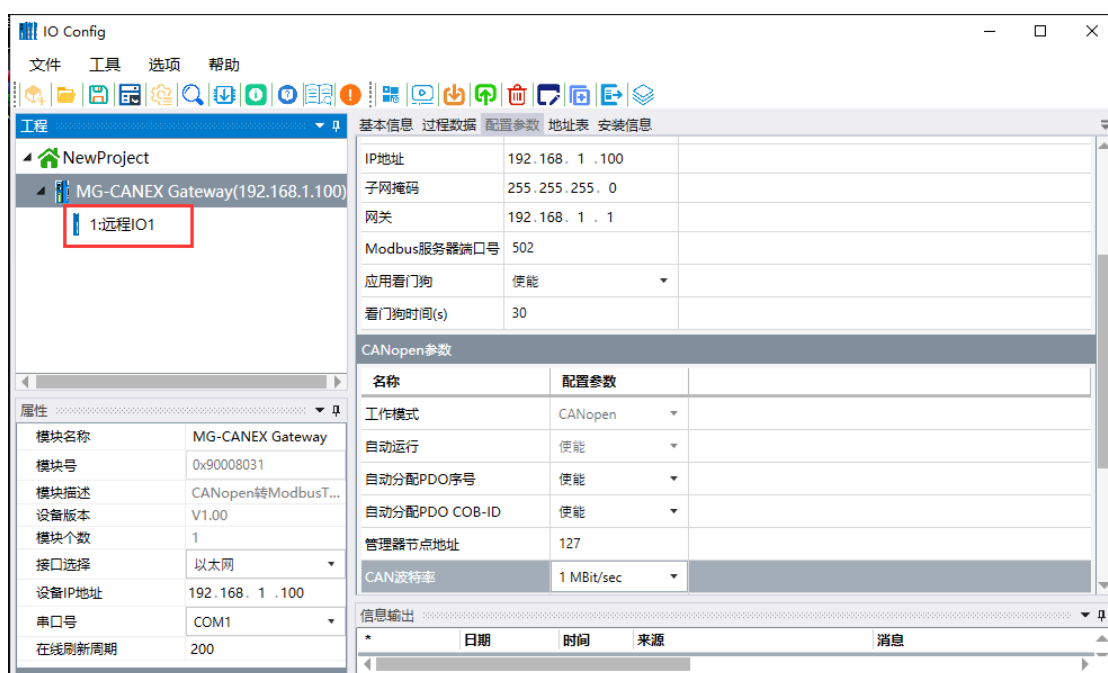 IO Config
文件 工具 选项 帮助
工程
NewProject
MG-CANEX Gateway(192.168.1.100)
1:远程IO1
属性
模块名称 MG-CANEX Gateway
模块号 0x90008031
模块描述 CANopen转ModbusT...
设备版本 V1.00
模块个数 1
接口选择 以太网
设备IP地址 192.168. 1 .100
串口号 COM1
在线刷新周期 200
基本信息 过程数据 配置参数 地址表 安装信息
IP地址 192.168. 1 .100
子网掩码 255.255.255. 0
网关 192.168. 1 . 1
Modbus服务器端口号 502
应用看门狗 使能
看门狗时间(s) 30
CANopen参数
名称 配置参数
工作模式 CANopen
自动运行 使能
自动分配PDO序号 使能
自动分配PDO COB-ID 使能
管理器节点地址 127
CAN波特率 1 MBit/sec
信息输出
* 日期 时间 来源 消息